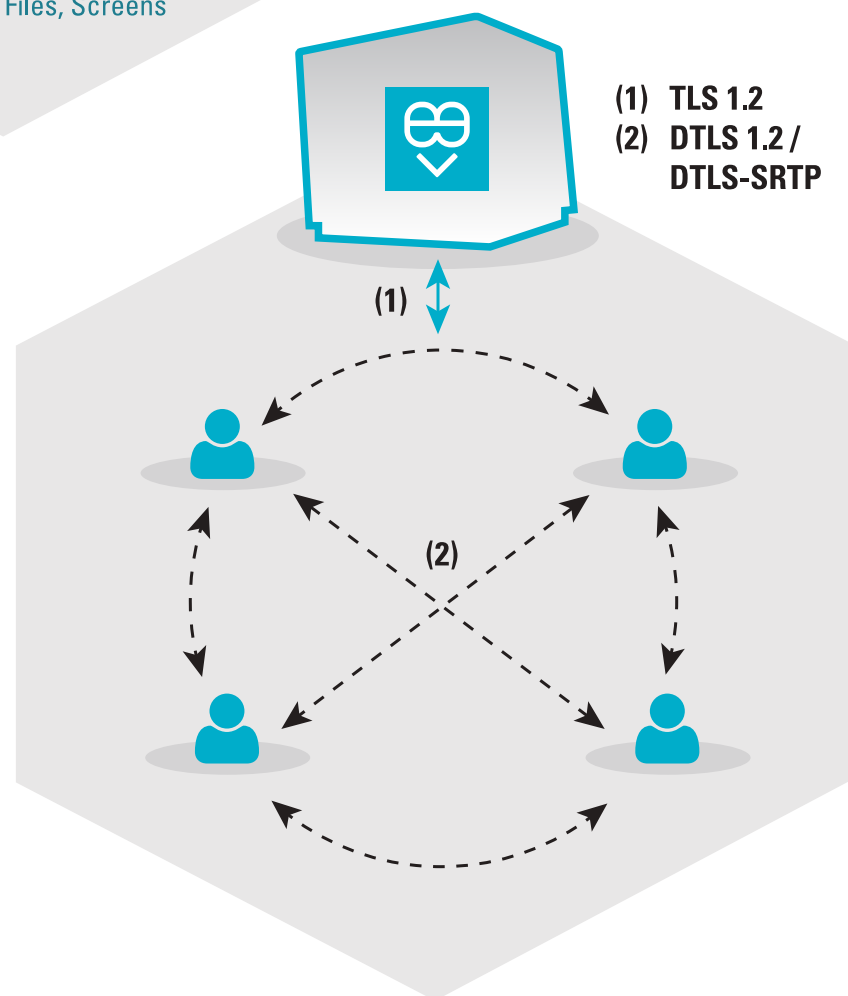 Files, Screens
(1) TLS 1.2
(2) DTLS 1.2 /
DTLS-SRTP
(1)
(2)